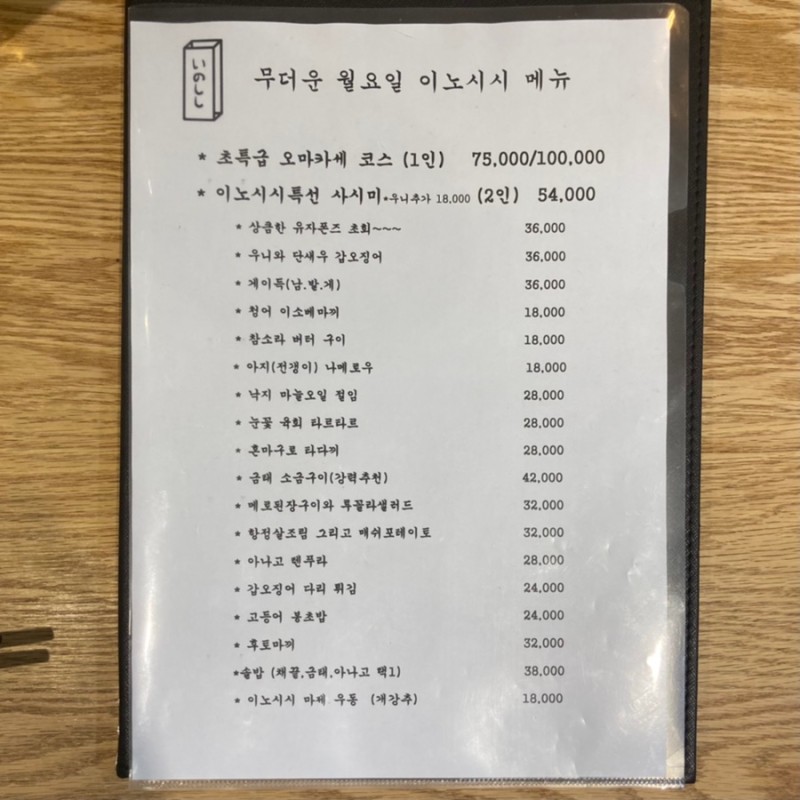 いのしし
무더운 월요일 이노시시 메뉴
* 초특급 오마카세 코스 (1인) 75,000/100,000
* 이노시시특선 사시미*우니추가 18,000 (2인) 54,000
* 상큼한 유자폰즈 초회~~~ 36,000
* 우니와 단새우 갑오징어 36,000
* 게이득(남.발.게) 36,000
* 청어 이소베마끼 18,000
* 참소라 버터 구이 18,000
* 아지(전갱이) 나메로우 18,000
* 낙지 마늘오일 절임 28,000
* 눈꽃 육회 타르타르 28,000
* 혼마구로 타다끼 28,000
* 금태 소금구이(강력추천) 42,000
* 메로된장구이와 톡꼴라샐러드 32,000
* 항정살조림 그리고 매쉬포테이토 32,000
* 아나고 텐푸라 28,000
* 갑오징어 다리 튀김 24,000
* 고등어 봉초밥 24,000
* 후토마끼 32,000
*솥밥 (채끝,금태,아나고 택1) 38,000
* 이노시시 마제 우동 (개강추) 18,000